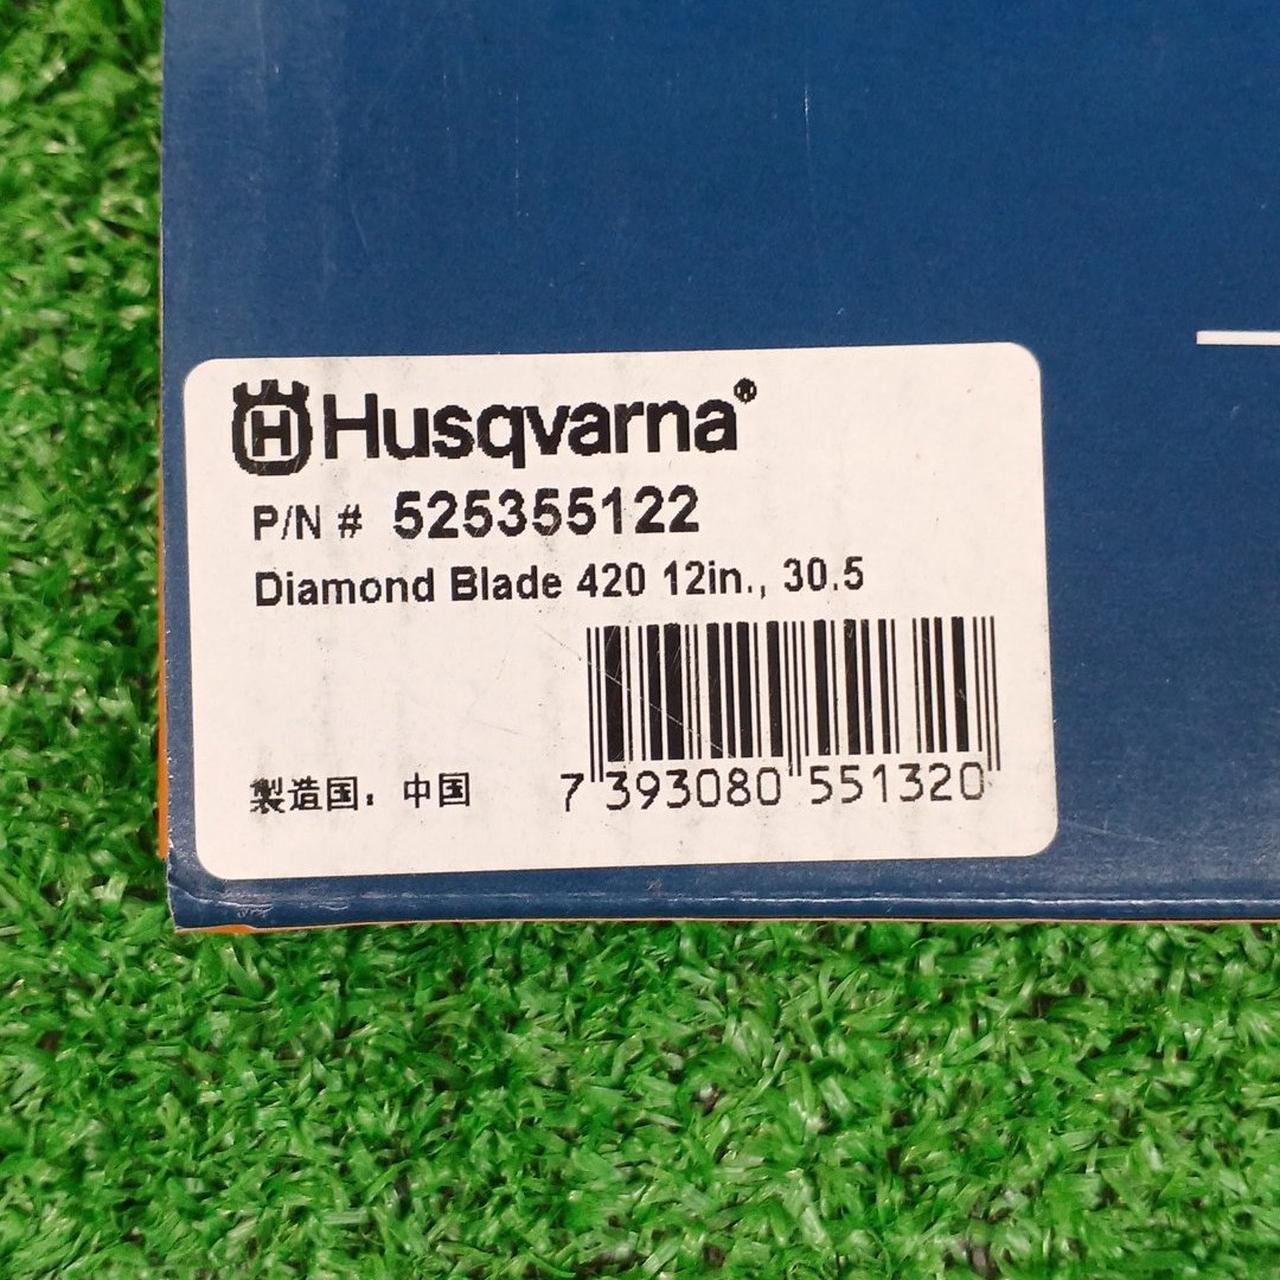 Husqvarna®
P/N # 525355122
Diamond Blade 420 12in., 30.5
製造国：中国
7 393080 551320